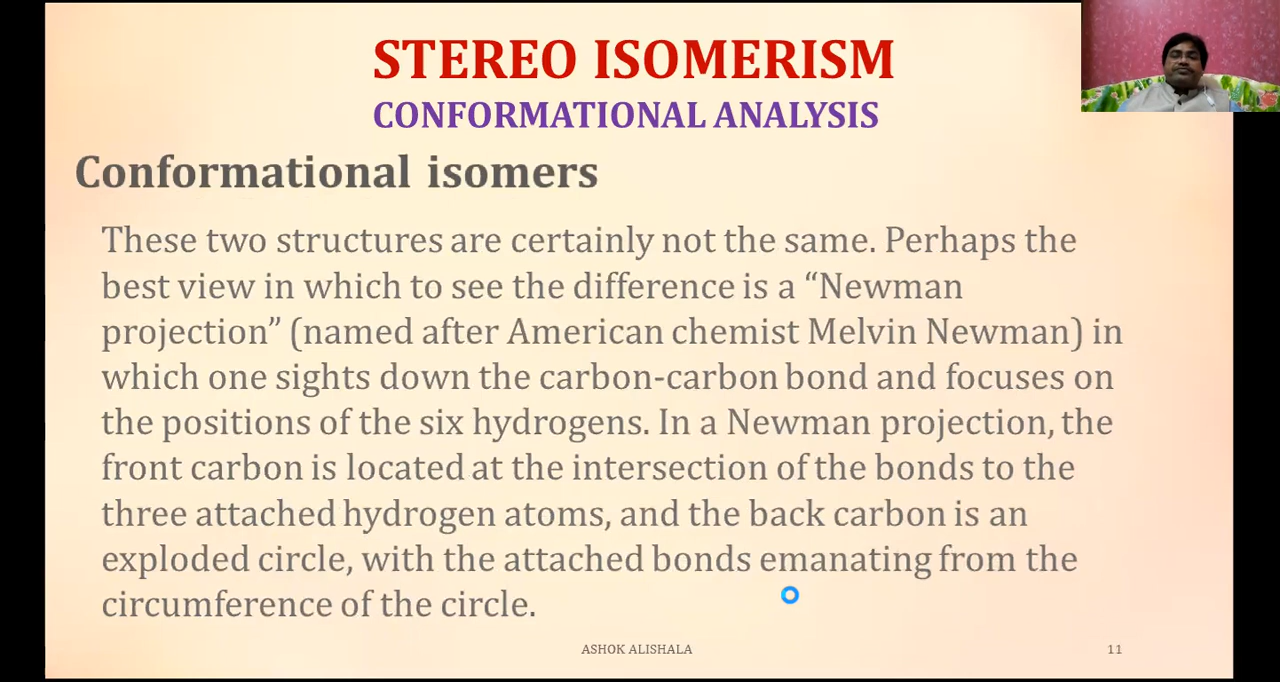 STEREO ISOMERISM
CONFORMATIONAL ANALYSIS
Conformational isomers
These two structures are certainly not the same. Perhaps the
best view in which to see the difference is a “Newman
projection” (named after American chemist Melvin Newman) in
which one sights down the carbon-carbon bond and focuses on
the positions of the six hydrogens. In a Newman projection, the
front carbon is located at the intersection of the bonds to the
three attached hydrogen atoms, and the back carbon is an
exploded circle, with the attached bonds emanating from the
circumference of the circle.
ASHOK ALISHALA
11